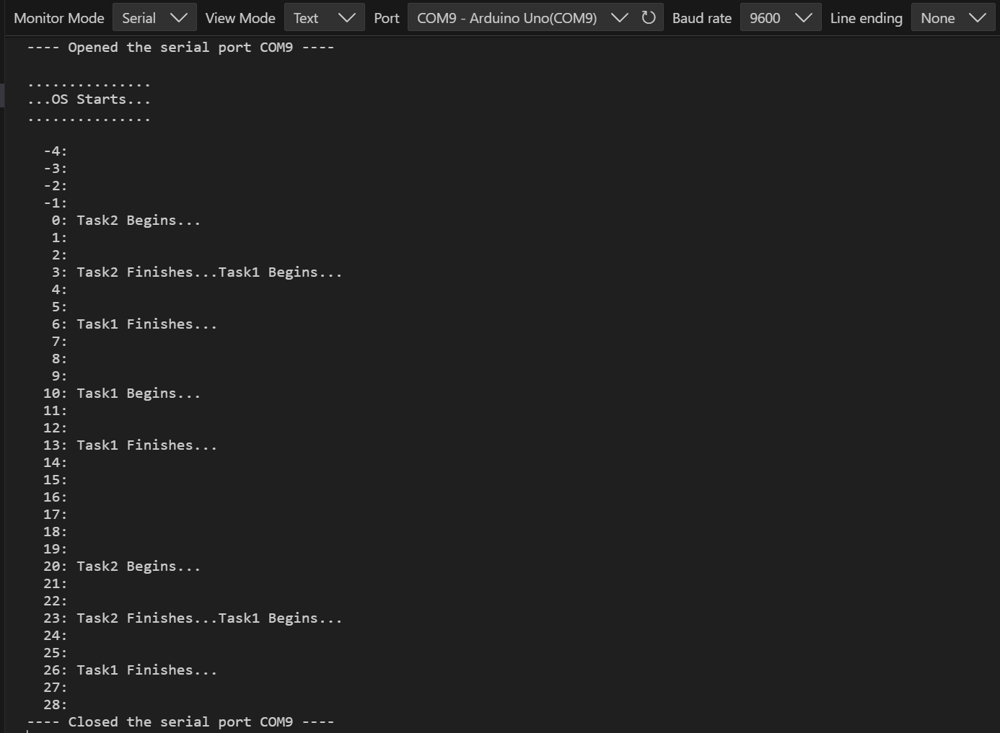 Monitor Mode Serial View Mode Text Port COM9 - Arduino Uno(COM9) Baud rate 9600 Line ending None
---- Opened the serial port COM9 ----
...............
...OS Starts...
...............
-4:
-3:
-2:
-1:
0: Task2 Begins...
1:
2:
3: Task2 Finishes...Task1 Begins...
4:
5:
6: Task1 Finishes...
7:
8:
9:
10: Task1 Begins...
11:
12:
13: Task1 Finishes...
14:
15:
16:
17:
18:
19:
20: Task2 Begins...
21:
22:
23: Task2 Finishes...Task1 Begins...
24:
25:
26: Task1 Finishes...
27:
28:
---- Closed the serial port COM9 ----